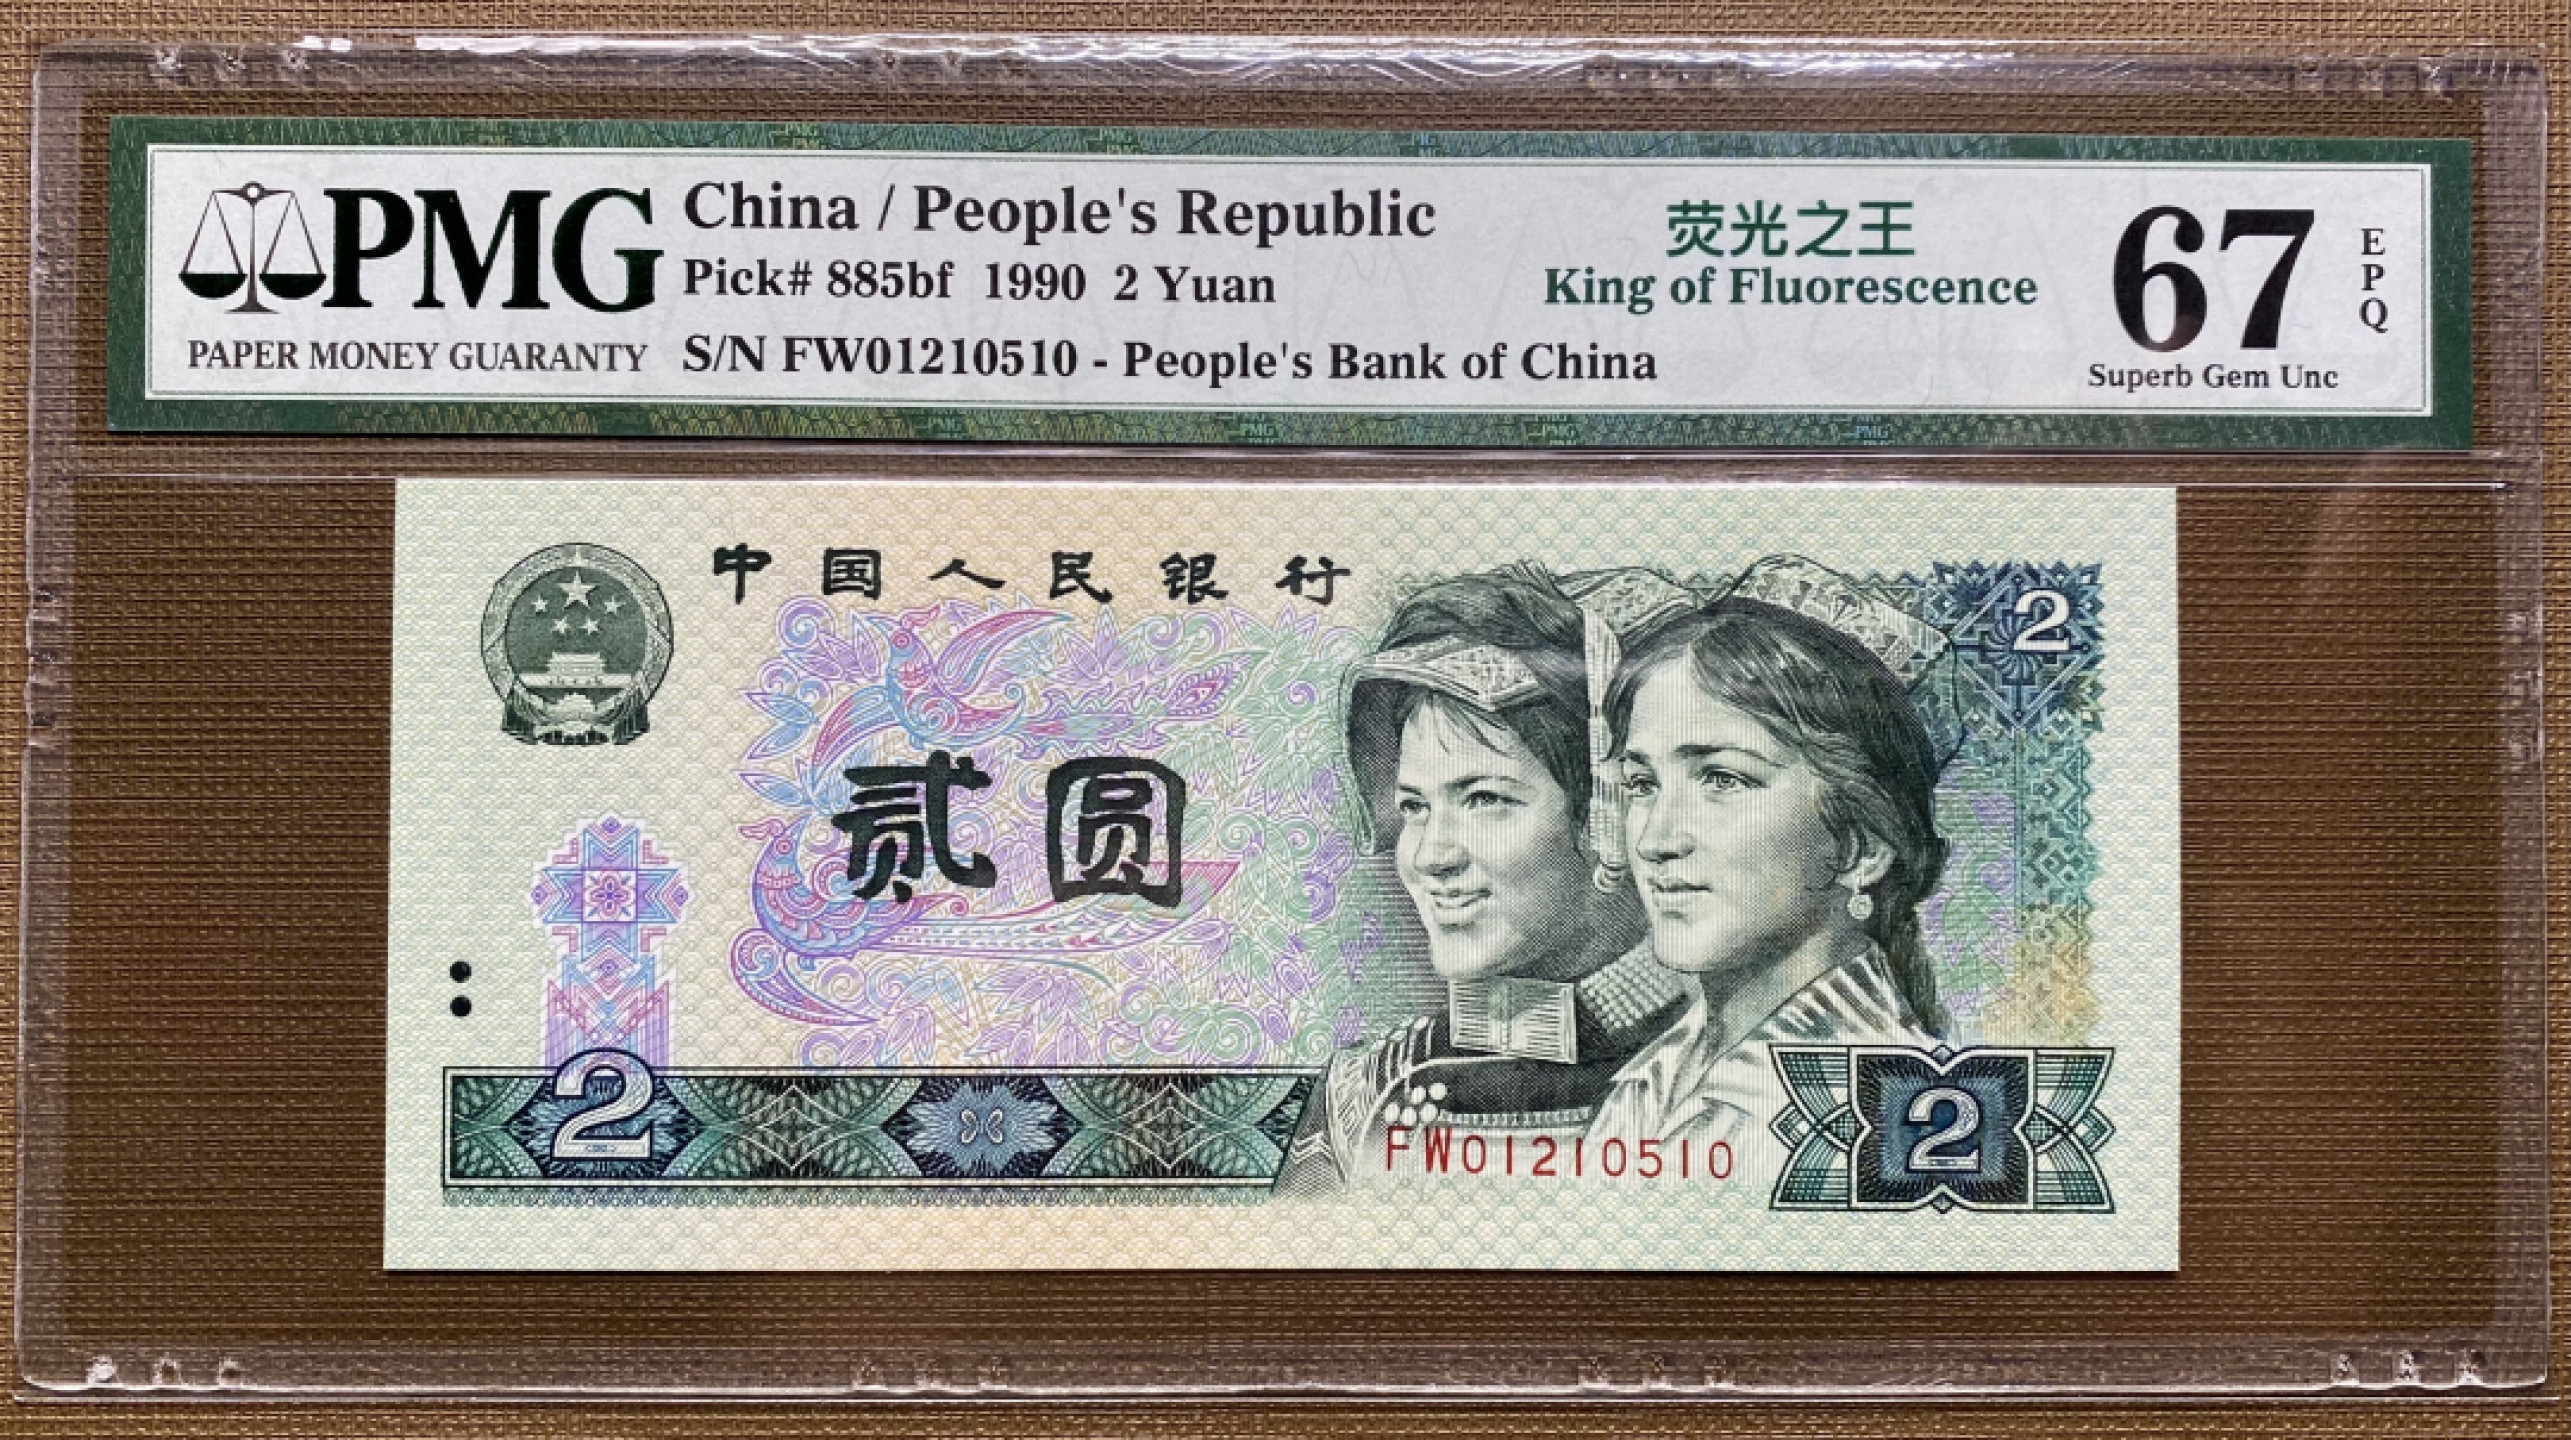 PMG
PAPER MONEY GUARANTY
China / People's Republic
Pick# 885bf 1990 2 Yuan
S/N FW01210510 - People's Bank of China
荧光之王
King of Fluorescence
67
EPQ
Superb Gem Unc
中国人民银行
2
贰圆
2
FW01210510
2